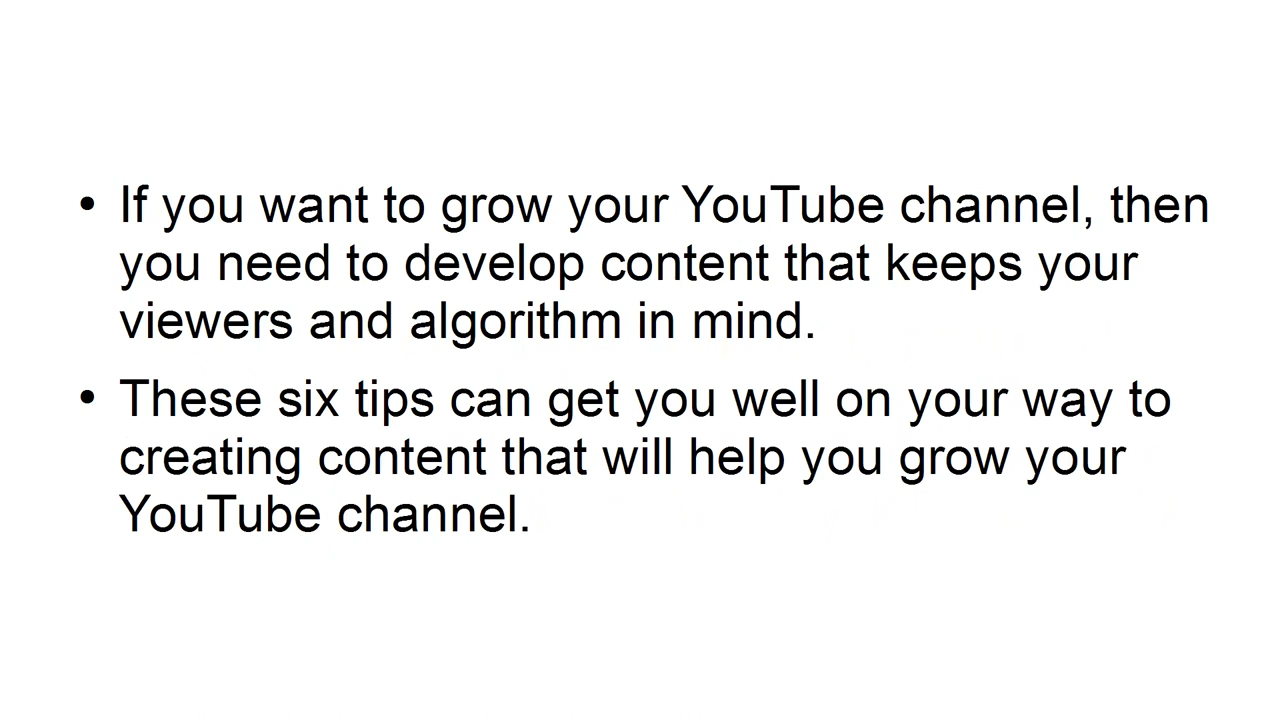 • If you want to grow your YouTube channel, then
you need to develop content that keeps your
viewers and algorithm in mind.
• These six tips can get you well on your way to
creating content that will help you grow your
YouTube channel.